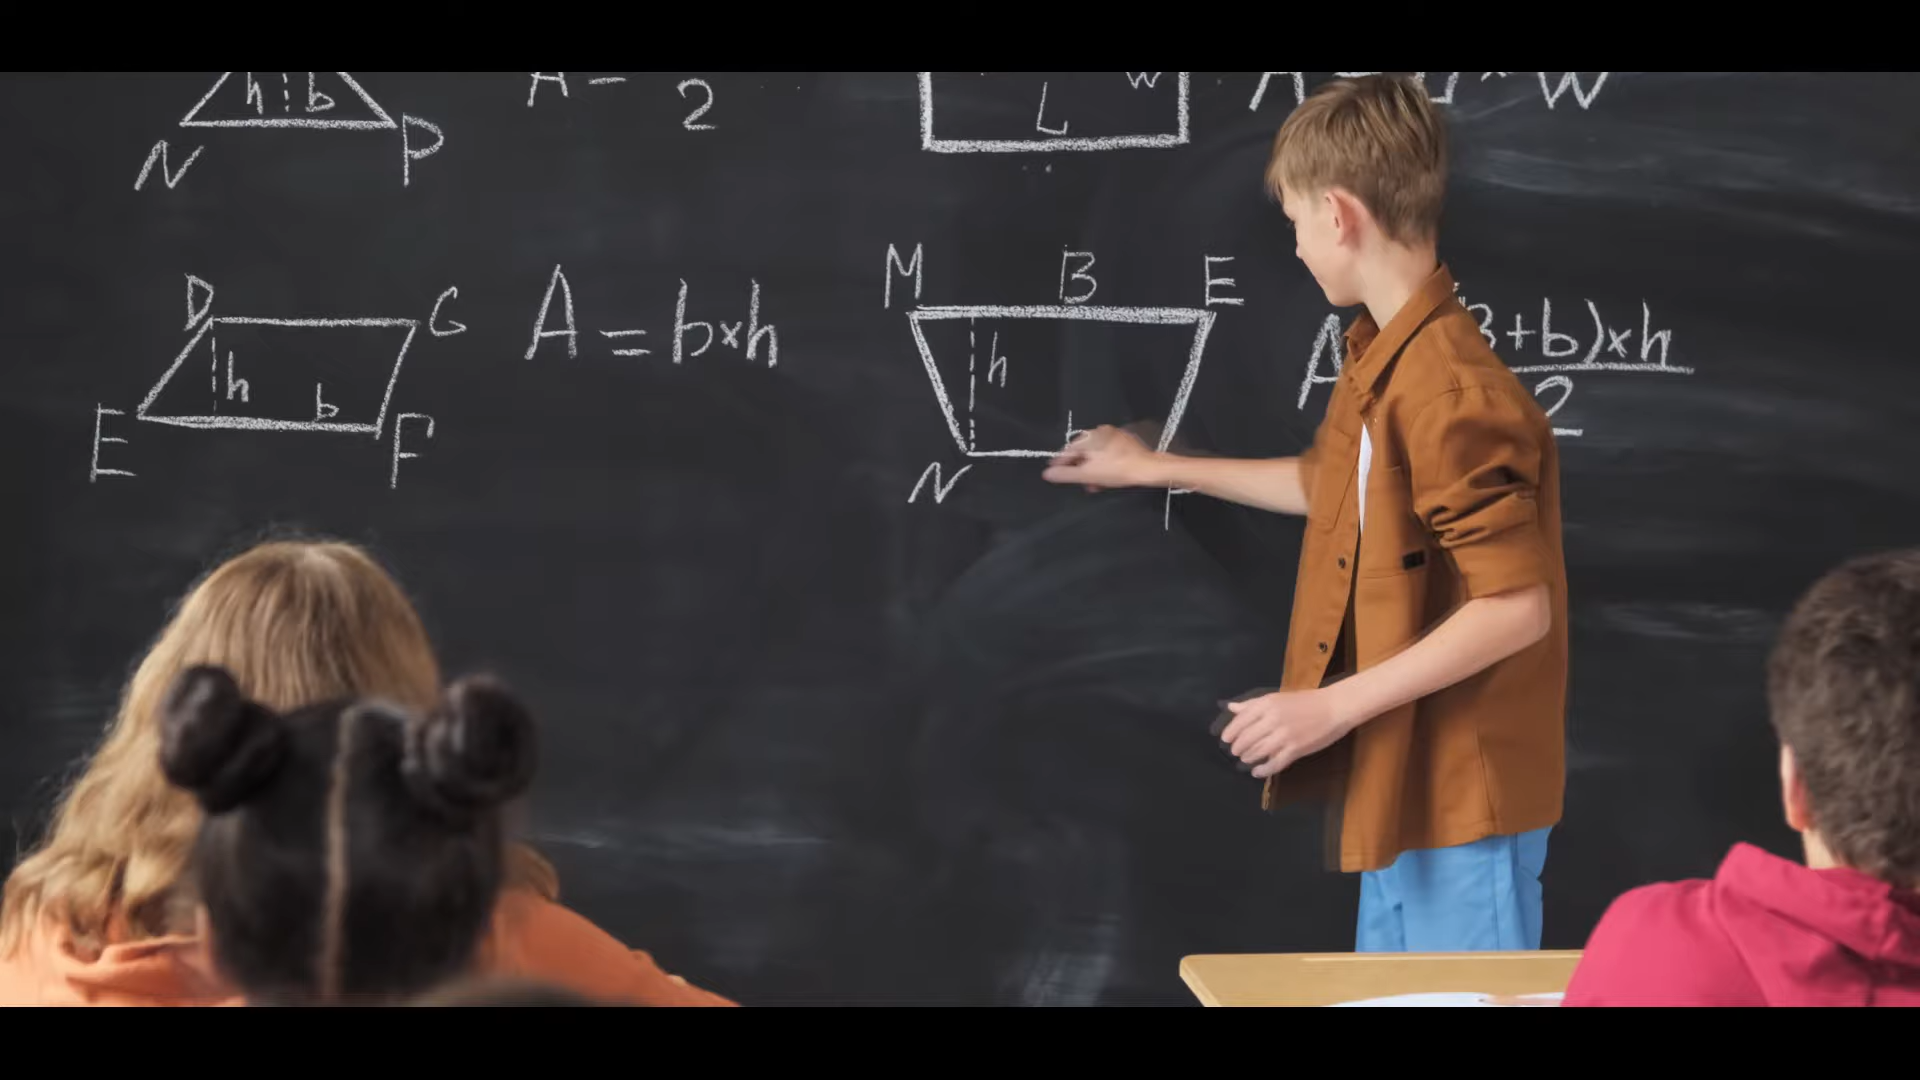 h b
N P
A = 2
L W
D G
h b
E F
A = b×h
M B E
h
N
A
+b)×h
2